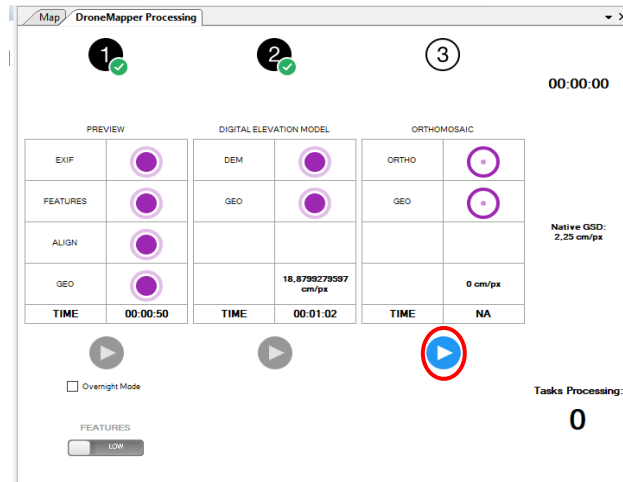 Map DroneMapper Processing
1 2 3
00:00:00
PREVIEW DIGITAL ELEVATION MODEL ORTHOMOSAIC
EXIF DEM ORTHO
FEATURES GEO GEO
Native GSD:
2,25 cm/px
ALIGN
GEO 18,8799279597 0 cm/px
cm/px
TIME 00:00:50 TIME 00:01:02 TIME NA
Overnight Mode
Tasks Processing:
0
FEATURES
LOW